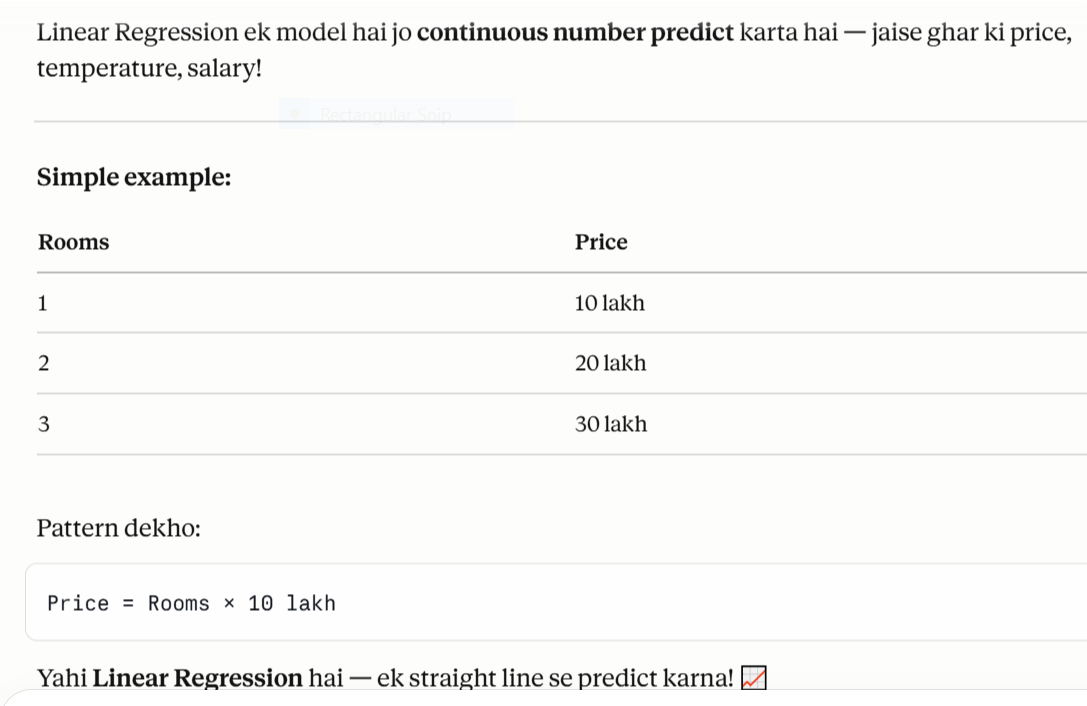 Linear Regression ek model hai jo continuous number predict karta hai — jaise ghar ki price,
temperature, salary!
Rectangular Snip
Simple example:
Rooms Price
1 10 lakh
2 20 lakh
3 30 lakh
Pattern dekho:
Price = Rooms × 10 lakh
Yahi Linear Regression hai — ek straight line se predict karna! 📈